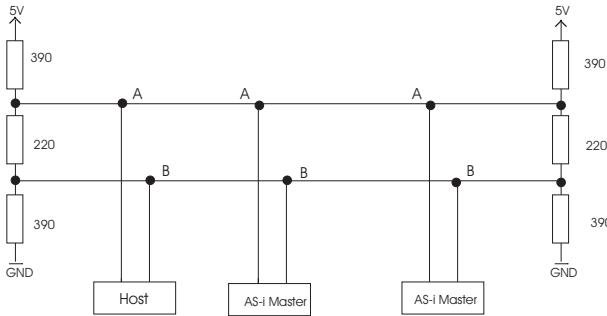 5V
5V
390
390
A
A
A
220
220
B
B
B
390
390
GND
GND
Host
AS-i Master
AS-i Master